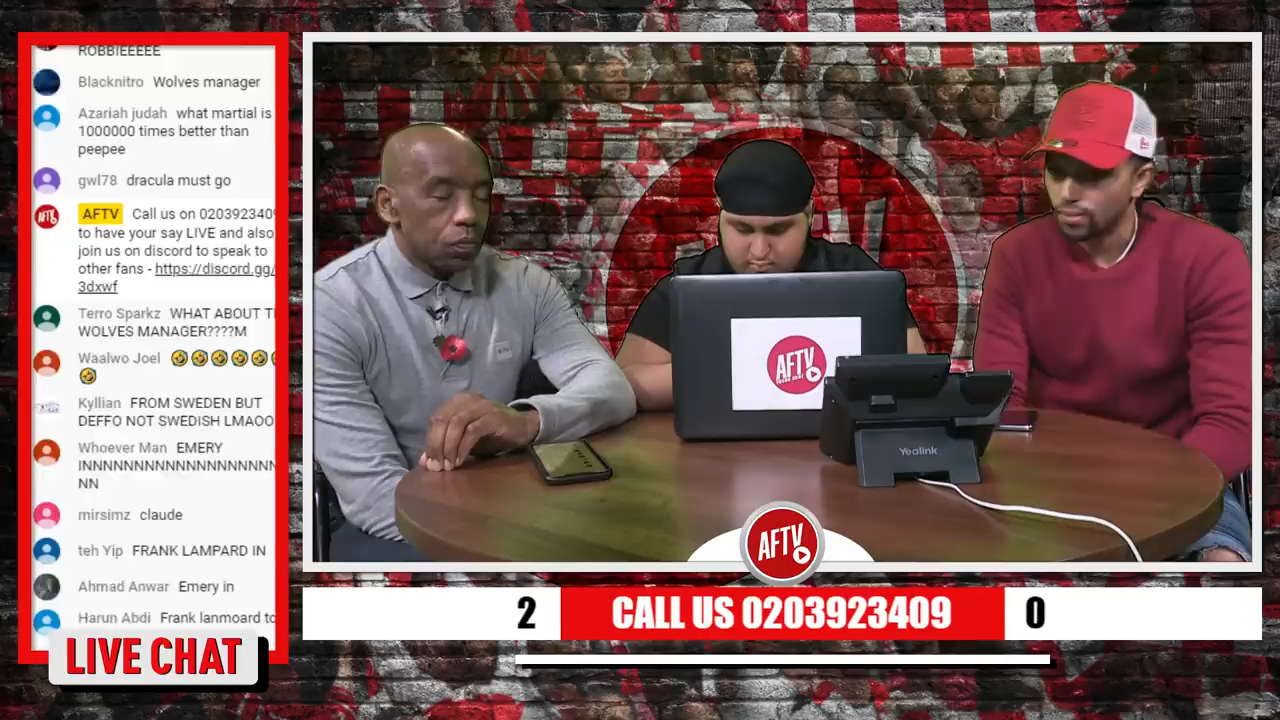 ROBBIEEEEE
Blacknitro Wolves manager
Azariah judah what martial is
1000000 times better than
peepee
gwl78 dracula must go
AFTV Call us on 0203923409
to have your say LIVE and also
join us on discord to speak to
other fans - https://discord.gg/
3dxwf
Terro Sparkz WHAT ABOUT T
WOLVES MANAGER????M
Waalwo Joel 🤣🤣🤣🤣🤣
🤣
Kyllian FROM SWEDEN BUT
DEFFO NOT SWEDISH LMAOO
Whoever Man EMERY
INNNNNNNNNNNNNNNNNNN
NN
mirsimz claude
teh Yip FRANK LAMPARD IN
Ahmad Anwar Emery in
Harun Abdi Frank lanmoard to
LIVE CHAT
AFTV
Yealink
AFTV
2 CALL US 0203923409 0